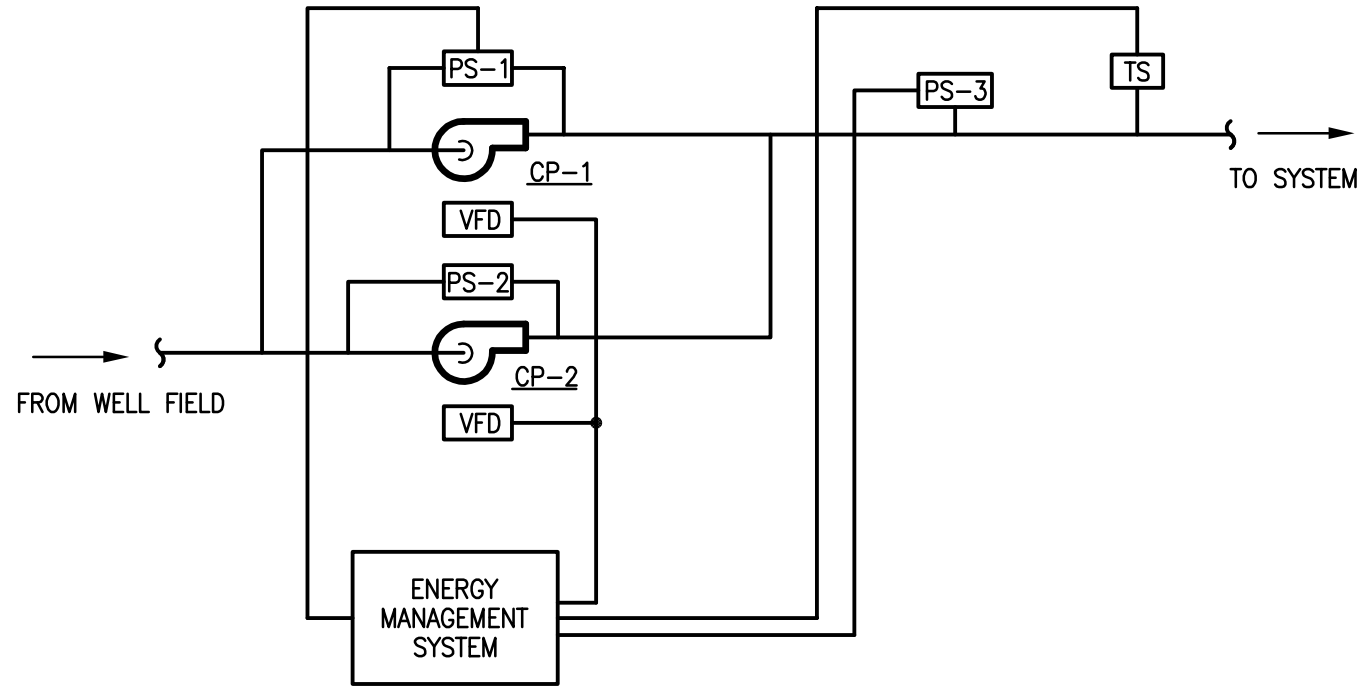 PS-1
TS
PS-3
CP-1
TO SYSTEM
VFD
PS-2
CP-2
FROM WELL FIELD
VFD
ENERGY
MANAGEMENT
SYSTEM